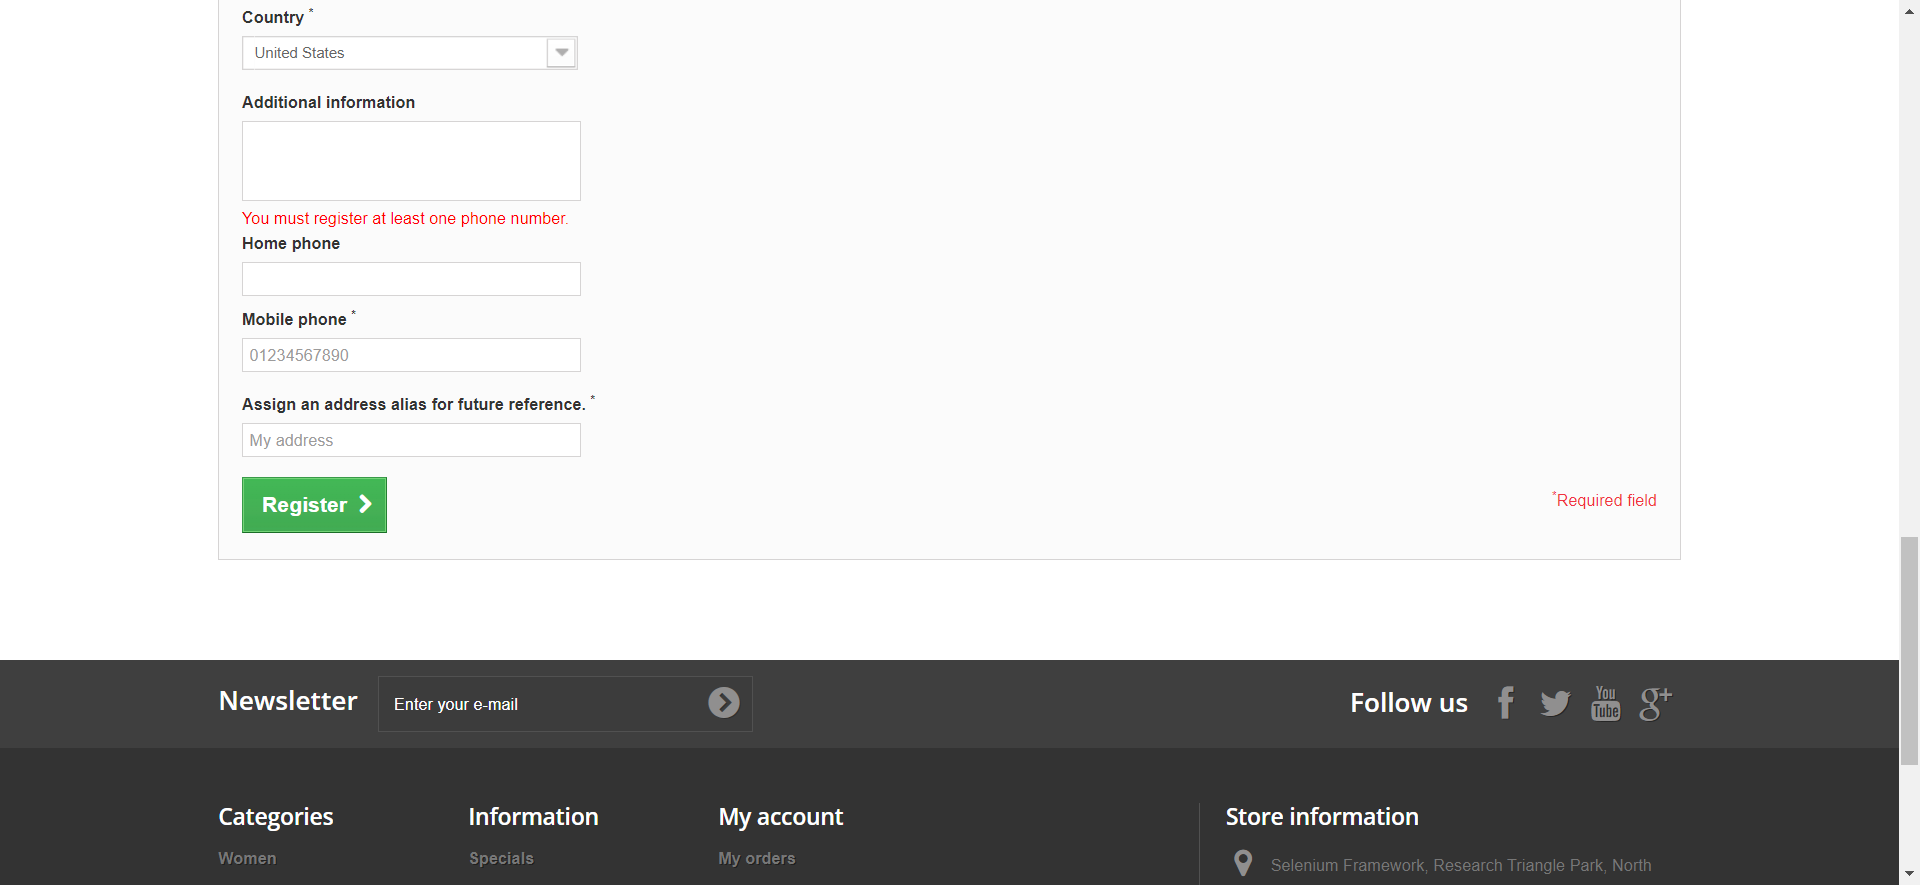 Country *
United States
Additional information
You must register at least one phone number.
Home phone
Mobile phone *
01234567890
Assign an address alias for future reference. *
My address
Register
*Required field
Newsletter
Enter your e-mail
Follow us
You
Tube
g+
Categories
Information
My account
Store information
Women
Specials
My orders
Selenium Framework, Research Triangle Park, North